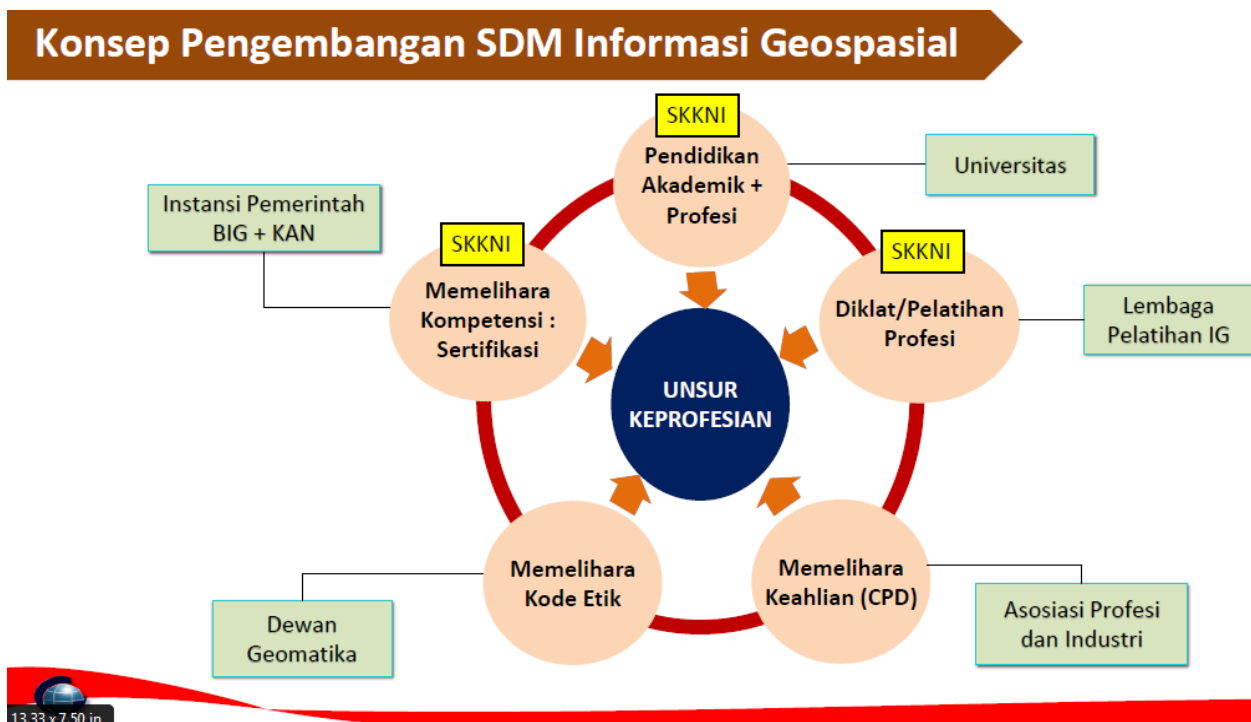 Konsep Pengembangan SDM Informasi Geospasial
SKKNI
Pendidikan
Akademik +
Profesi
Universitas
Instansi Pemerintah
BIG + KAN
SKKNI
Memelihara
Kompetensi :
Sertifikasi
SKKNI
Diklat/Pelatihan
Profesi
Lembaga
Pelatihan IG
UNSUR
KEPROFESIAN
Memelihara
Kode Etik
Memelihara
Keahlian (CPD)
Dewan
Geomatika
Asosiasi Profesi
dan Industri
13.33 x 7.50 in